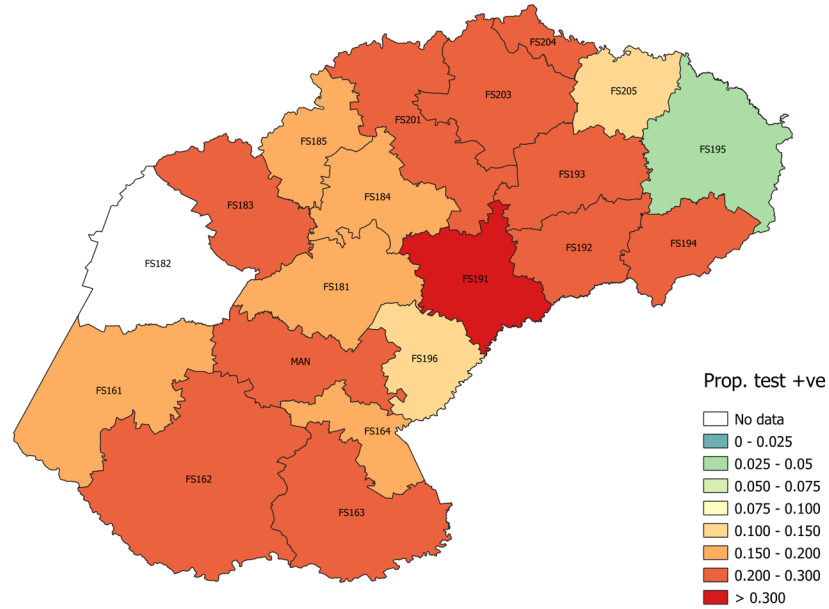 FS204
FS205
FS203
FS201
FS185
FS195
FS193
FS184
FS183
FS194
FS192
FS182
FS191
FS181
FS196
MAN
FS161
FS164
FS162
FS163
Prop. test +ve
No data
0 - 0.025
0.025 - 0.05
0.050 - 0.075
0.075 - 0.100
0.100 - 0.150
0.150 - 0.200
0.200 - 0.300
> 0.300